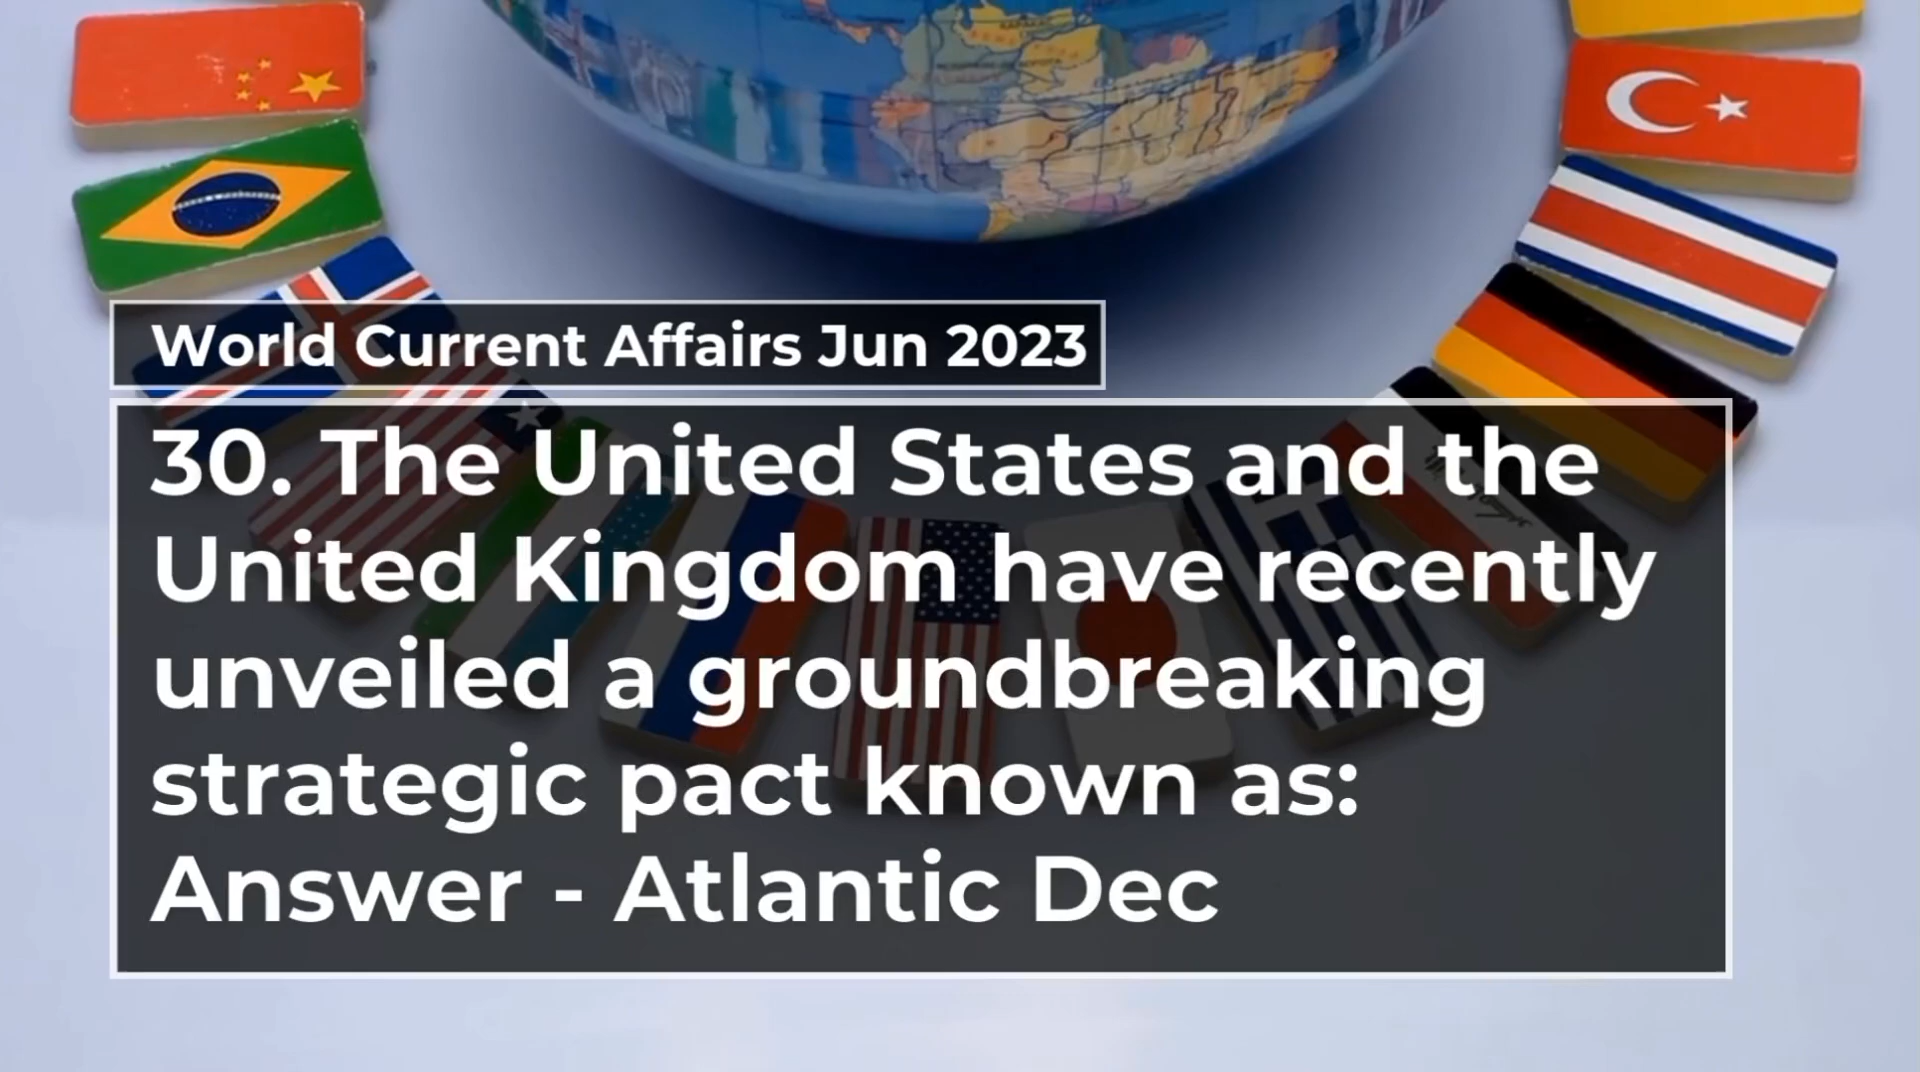 World Current Affairs Jun 2023
30. The United States and the
United Kingdom have recently
unveiled a groundbreaking
strategic pact known as:
Answer - Atlantic Dec